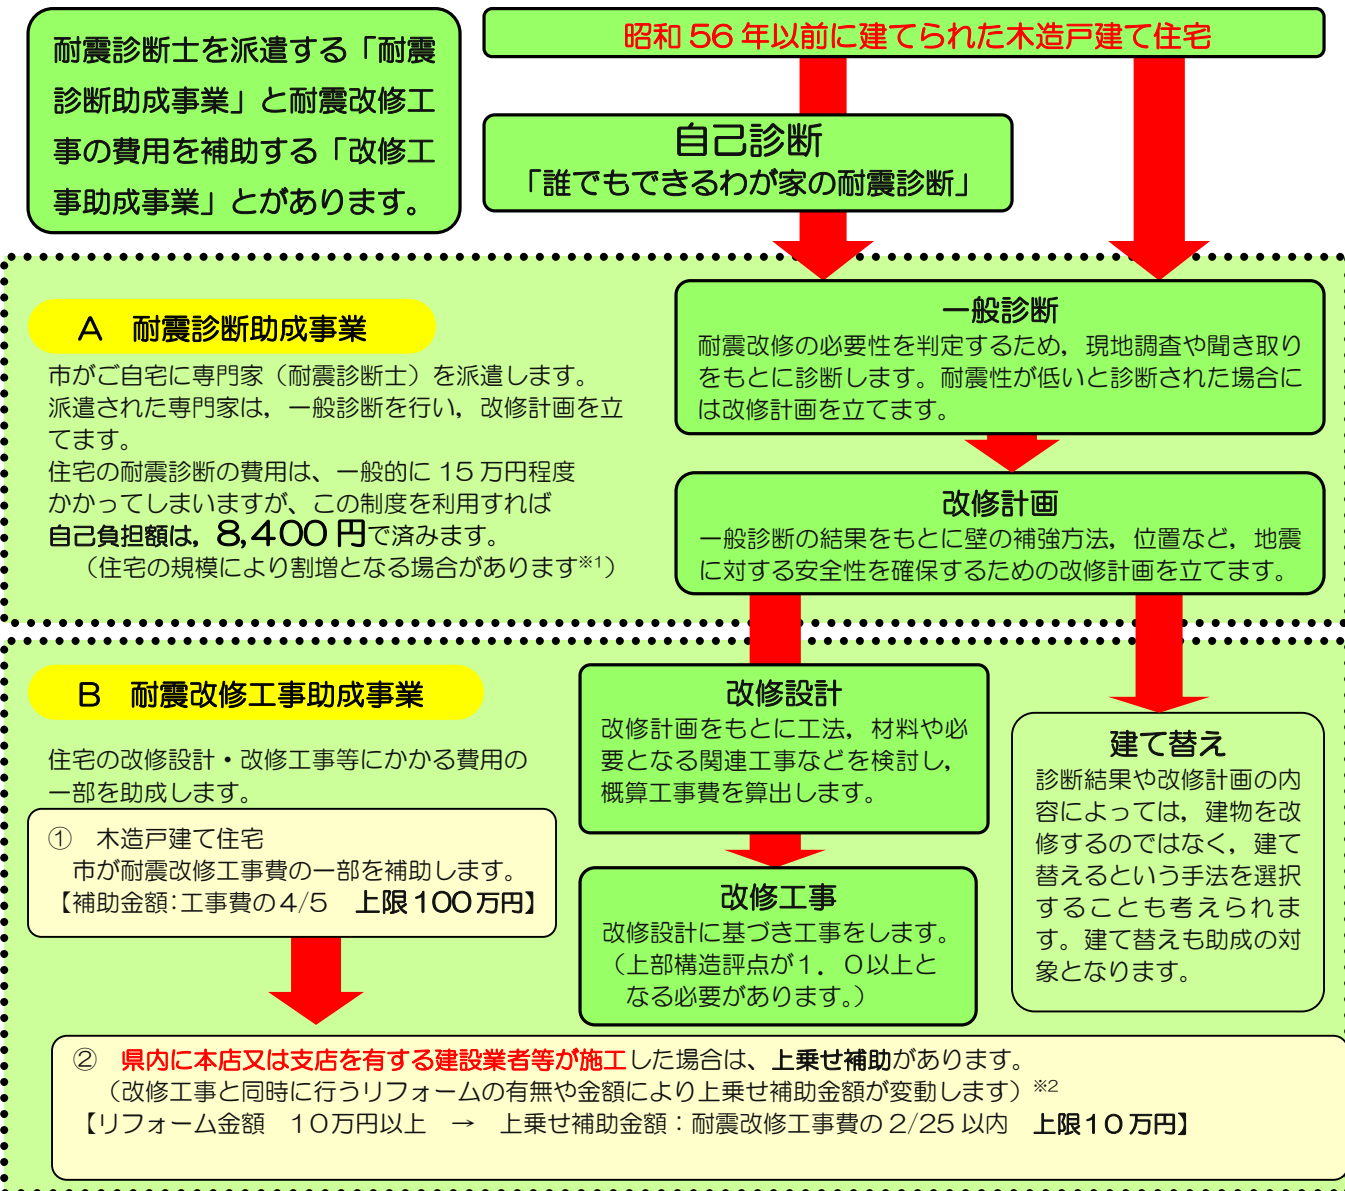 耐震診断士を派遣する「耐震
診断助成事業」と耐震改修工
事の費用を補助する「改修工
事助成事業」とがあります。
昭和 56 年以前に建てられた木造戸建て住宅
自己診断
「誰でもできるわが家の耐震診断」
A 耐震診断助成事業
市がご自宅に専門家（耐震診断士）を派遣します。
派遣された専門家は，一般診断を行い，改修計画を立
てます。
住宅の耐震診断の費用は、一般的に 15 万円程度
かかってしまいますが、この制度を利用すれば
自己負担額は，8,400 円で済みます。
（住宅の規模により割増となる場合があります※1）
一般診断
耐震改修の必要性を判定するため，現地調査や聞き取り
をもとに診断します。耐震性が低いと診断された場合に
は改修計画を立てます。
改修計画
一般診断の結果をもとに壁の補強方法，位置など，地震
に対する安全性を確保するための改修計画を立てます。
B 耐震改修工事助成事業
住宅の改修設計・改修工事等にかかる費用の
一部を助成します。
① 木造戸建て住宅
市が耐震改修工事費の一部を補助します。
【補助金額：工事費の４/５ 上限１００万円】
改修設計
改修計画をもとに工法，材料や必
要となる関連工事などを検討し，
概算工事費を算出します。
改修工事
改修設計に基づき工事をします。
（上部構造評点が１．０以上と
なる必要があります。）
建て替え
診断結果や改修計画の内
容によっては，建物を改
修するのではなく，建て
替えるという手法を選択
することも考えられま
す。建て替えも助成の対
象となります。
② 県内に本店又は支店を有する建設業者等が施工した場合は、上乗せ補助があります。
（改修工事と同時に行うリフォームの有無や金額により上乗せ補助金額が変動します）※2
【リフォーム金額 １０万円以上 → 上乗せ補助金額：耐震改修工事費の 2/25 以内 上限１０万円】